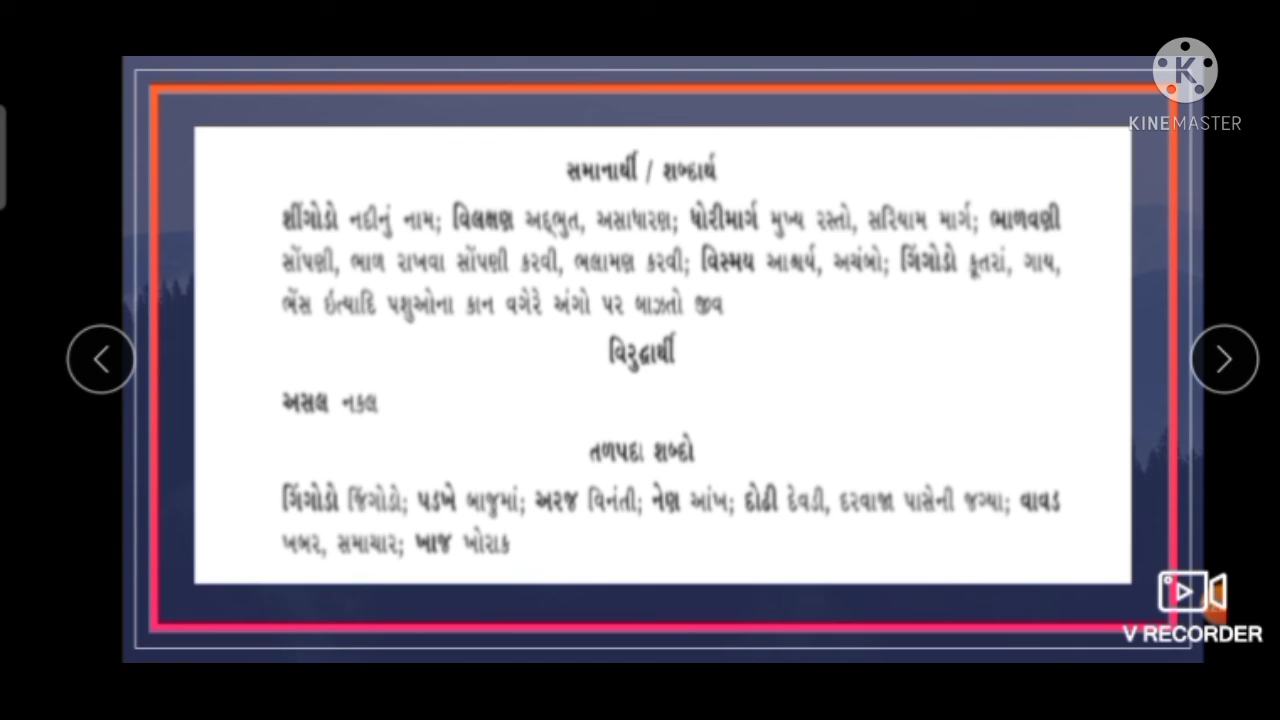 સમાનાર્થી / શબ્દાર્થ
શીંગોડો નદીનું નામ; વિલક્ષણ અદ્ભુત, અસાધારણ; ધોરીમાર્ગ મુખ્ય રસ્તો, સરિયામ માર્ગ; ભાળવણી
સોંપણી, ભાળ રાખવા સોંપણી કરવી, ભલામણ કરવી; વિસ્મય આશ્ચર્ય, અચંબો; ગિંગોડો કૂતરાં, ગાય,
ભેંસ ઇત્યાદિ પશુઓના કાન વગેરે અંગો પર બાઝતો જીવ
વિરુદ્ધાર્થી
અસલ નકલ
તળપદા શબ્દો
ગિંગોડો જિંગોડો; પડખે બાજુમાં; અરજ વિનંતી; નેણ આંખ; દોઢી દેવડી, દરવાજા પાસેની જગ્યા; વાવડ
ખબર, સમાચાર; ખાજ ખોરાક
KINEMASTER
V RECORDER